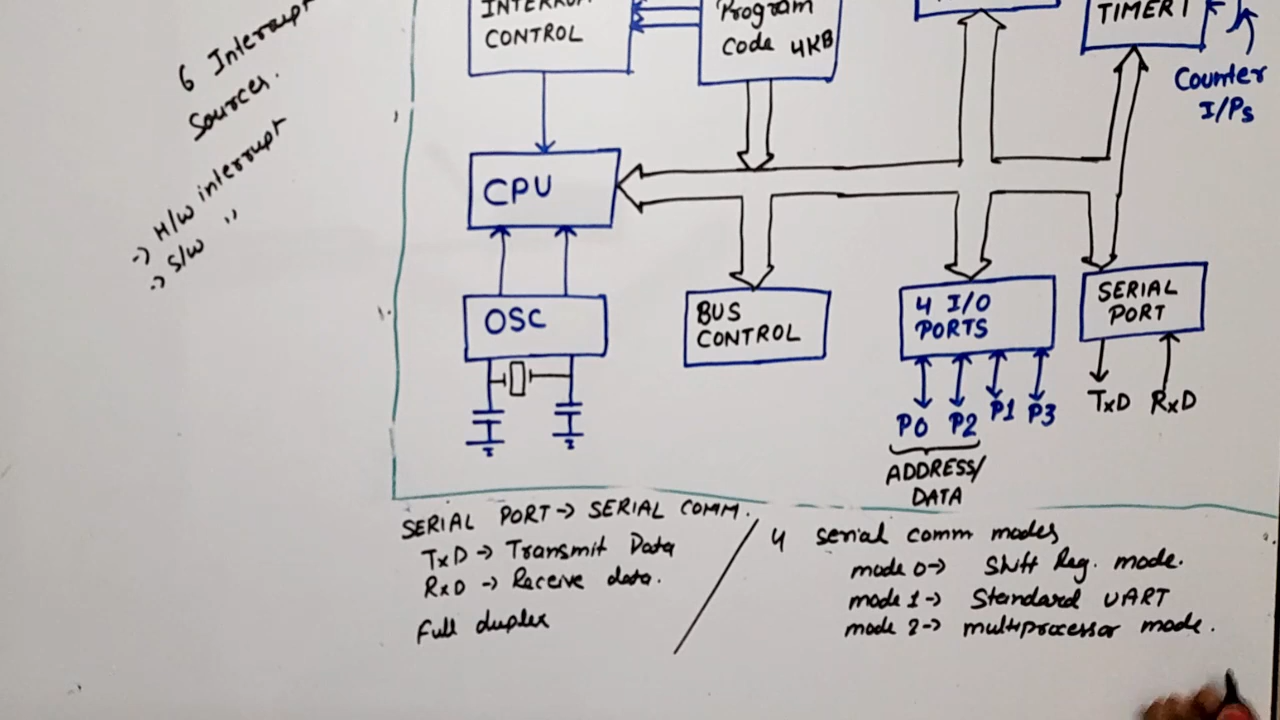 6 Interrupt
Sources.
-> H/W interrupt
-> S/W "
CONTROL
Program
Code 4KB
TIMER1
Counter
I/Ps
CPU
OSC
BUS
CONTROL
4 I/O
PORTS
SERIAL
PORT
P0 P2 P1 P3
TxD RxD
ADDRESS/
DATA
SERIAL PORT -> SERIAL COMM.
TxD -> Transmit Data
RxD -> Receive data.
Full duplex
4 serial comm modes
mode 0 -> Shift Reg. mode.
mode 1 -> Standard UART
mode 2 -> multiprocessor mode.